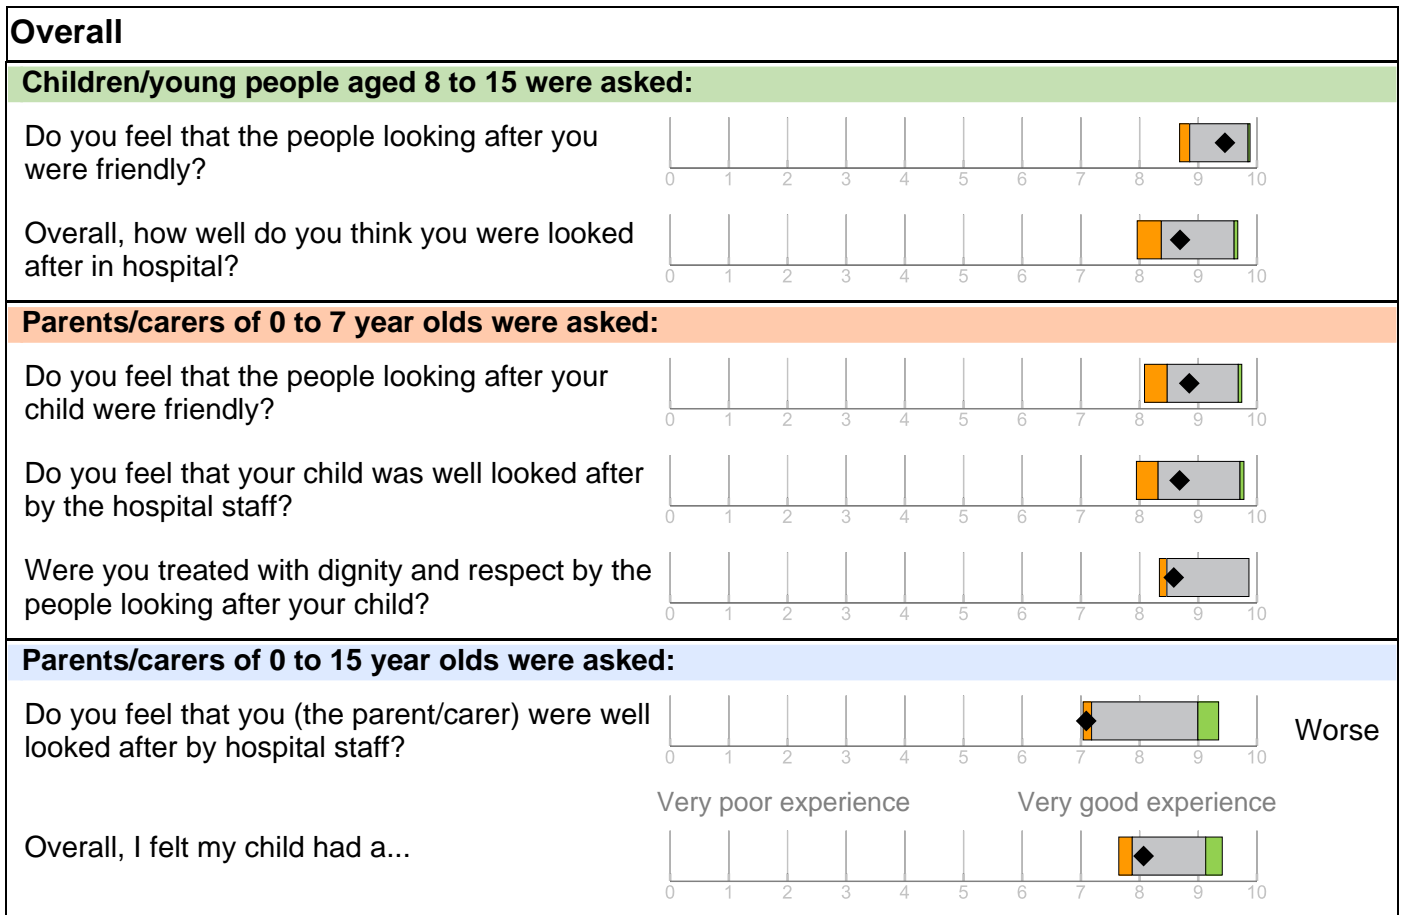 Overall
Children/young people aged 8 to 15 were asked:
Do you feel that the people looking after you
were friendly?
0 1 2 3 4 5 6 7 8 9 10
Overall, how well do you think you were looked
after in hospital?
0 1 2 3 4 5 6 7 8 9 10
Parents/carers of 0 to 7 year olds were asked:
Do you feel that the people looking after your
child were friendly?
0 1 2 3 4 5 6 7 8 9 10
Do you feel that your child was well looked after
by the hospital staff?
0 1 2 3 4 5 6 7 8 9 10
Were you treated with dignity and respect by the
people looking after your child?
0 1 2 3 4 5 6 7 8 9 10
Parents/carers of 0 to 15 year olds were asked:
Do you feel that you (the parent/carer) were well
looked after by hospital staff?
Worse
0 1 2 3 4 5 6 7 8 9 10
Very poor experience Very good experience
Overall, I felt my child had a...
0 1 2 3 4 5 6 7 8 9 10